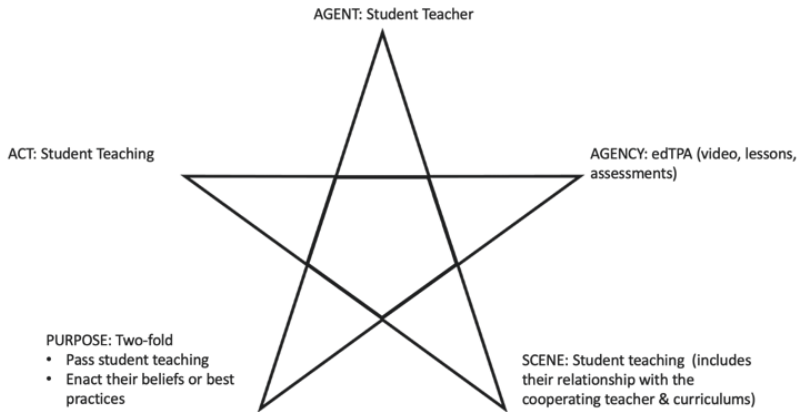 AGENT: Student Teacher
ACT: Student Teaching
AGENCY: edTPA (video, lessons,
assessments)
PURPOSE: Two-fold
• Pass student teaching
• Enact their beliefs or best
practices
SCENE: Student teaching (includes
their relationship with the
cooperating teacher & curriculums)